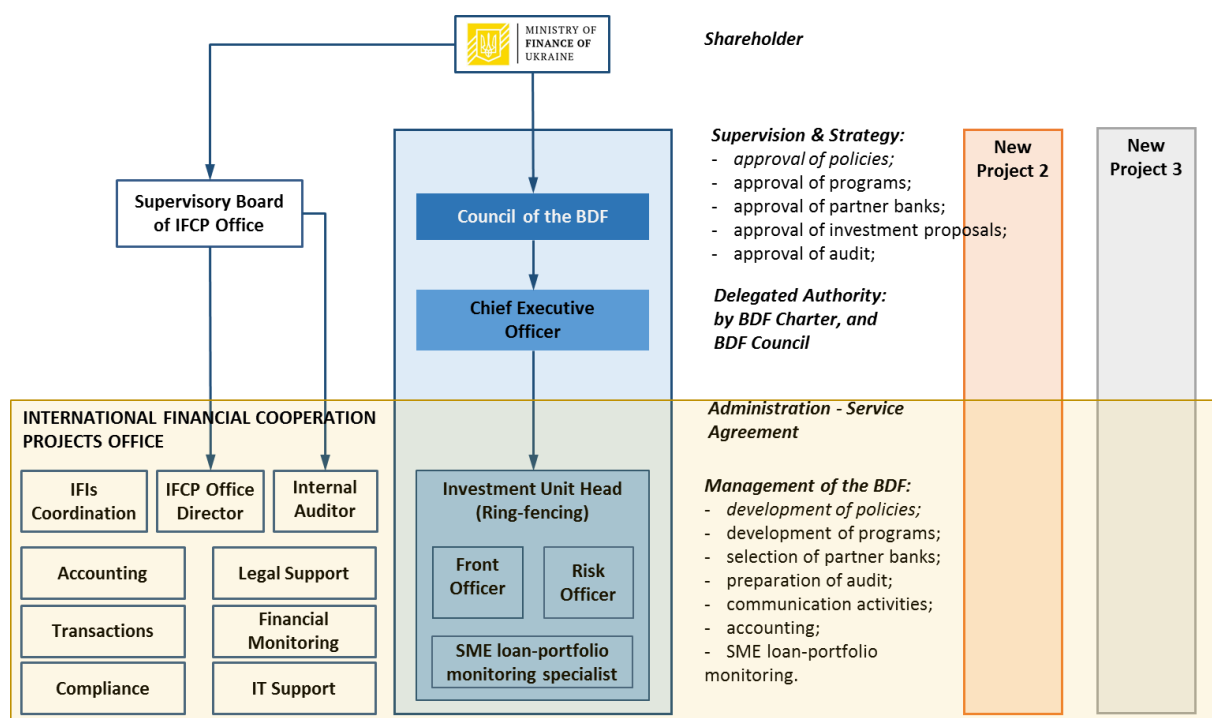 MINISTRY OF
FINANCE OF
UKRAINE
Shareholder
Supervision & Strategy:
- approval of policies;
- approval of programs;
- approval of partner banks;
- approval of investment proposals;
- approval of audit;
New
Project 2
New
Project 3
Supervisory Board
of IFCP Office
Council of the BDF
Chief Executive
Officer
Delegated Authority:
by BDF Charter, and
BDF Council
INTERNATIONAL FINANCIAL COOPERATION
PROJECTS OFFICE
Administration - Service
Agreement
IFIs
Coordination
IFCP Office
Director
Internal
Auditor
Accounting
Legal Support
Transactions
Financial
Monitoring
Compliance
IT Support
Investment Unit Head
(Ring-fencing)
Front
Officer
Risk
Officer
SME loan-portfolio
monitoring specialist
Management of the BDF:
- development of policies;
- development of programs;
- selection of partner banks;
- preparation of audit;
- communication activities;
- accounting;
- SME loan-portfolio
monitoring.